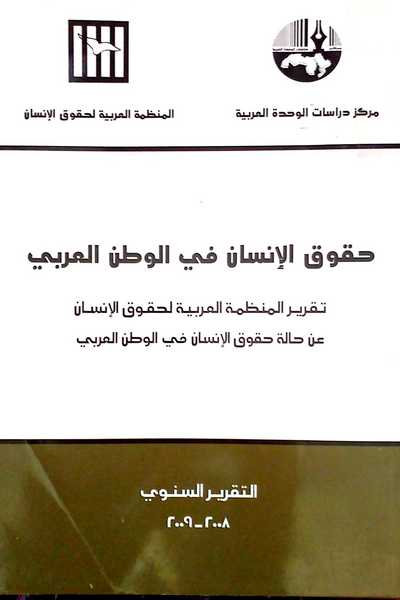 مركز دراسات الوحدة العربية
المنظمة العربية لحقوق الإنسان
حقوق الإنسان في الوطن العربي
تقرير المنظمة العربية لحقوق الإنسان
عن حالة حقوق الإنسان في الوطن العربي
التقرير السنوي
٢٠٠٨ - ٢٠٠٩